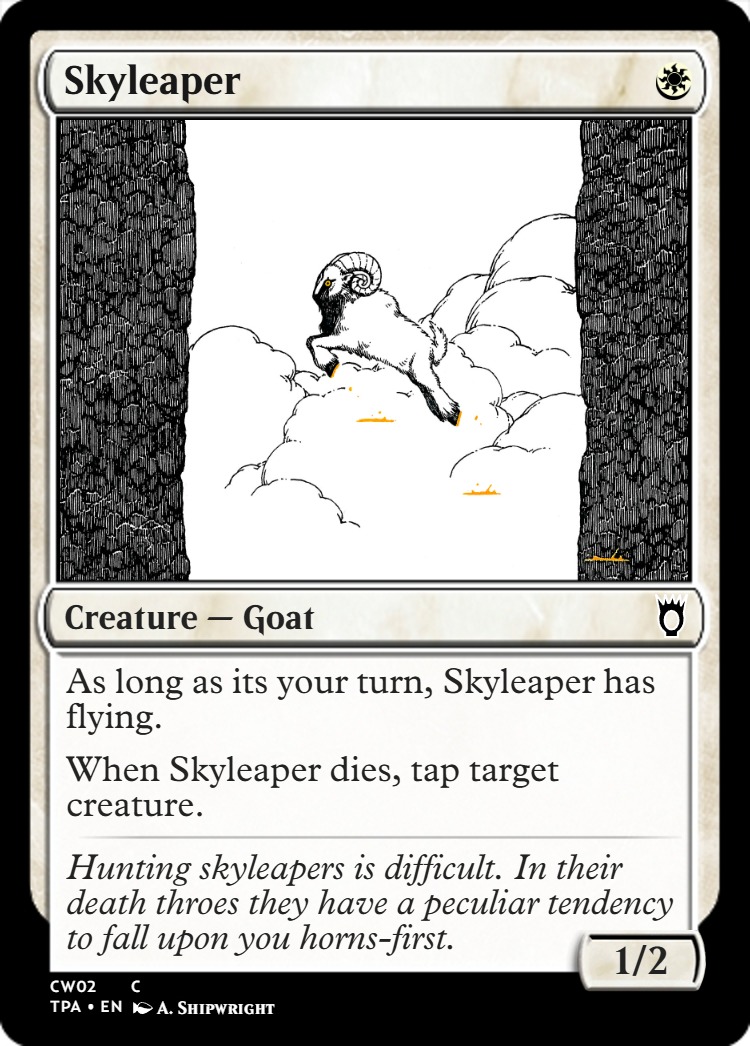 Skyleaper
Creature — Goat
As long as its your turn, Skyleaper has
flying.
When Skyleaper dies, tap target
creature.
Hunting skyleapers is difficult. In their
death throes they have a peculiar tendency
to fall upon you horns-first.
1/2
CW02 C
TPA • EN A. Shipwright